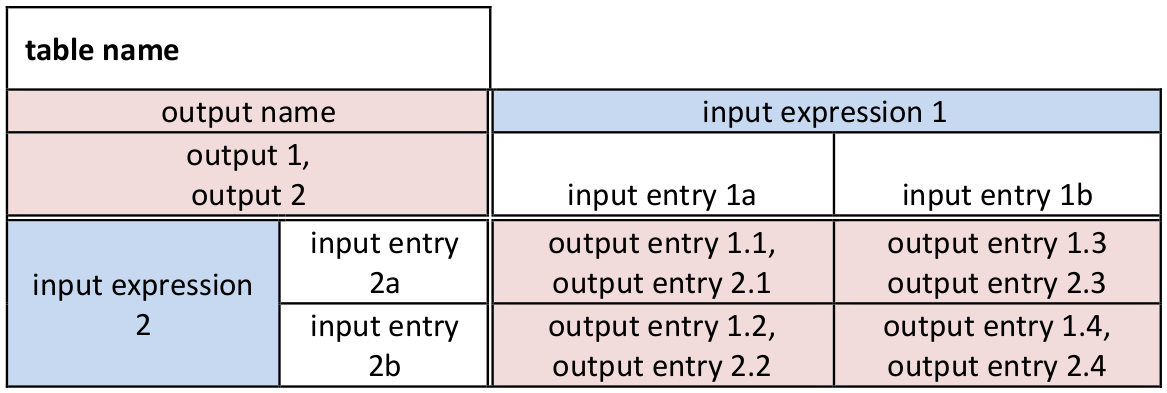 table name
output name
input expression 1
output 1,
output 2
input entry 1a
input entry 1b
input expression
2
input entry
2a
output entry 1.1,
output entry 2.1
output entry 1.3
output entry 2.3
input entry
2b
output entry 1.2,
output entry 2.2
output entry 1.4,
output entry 2.4